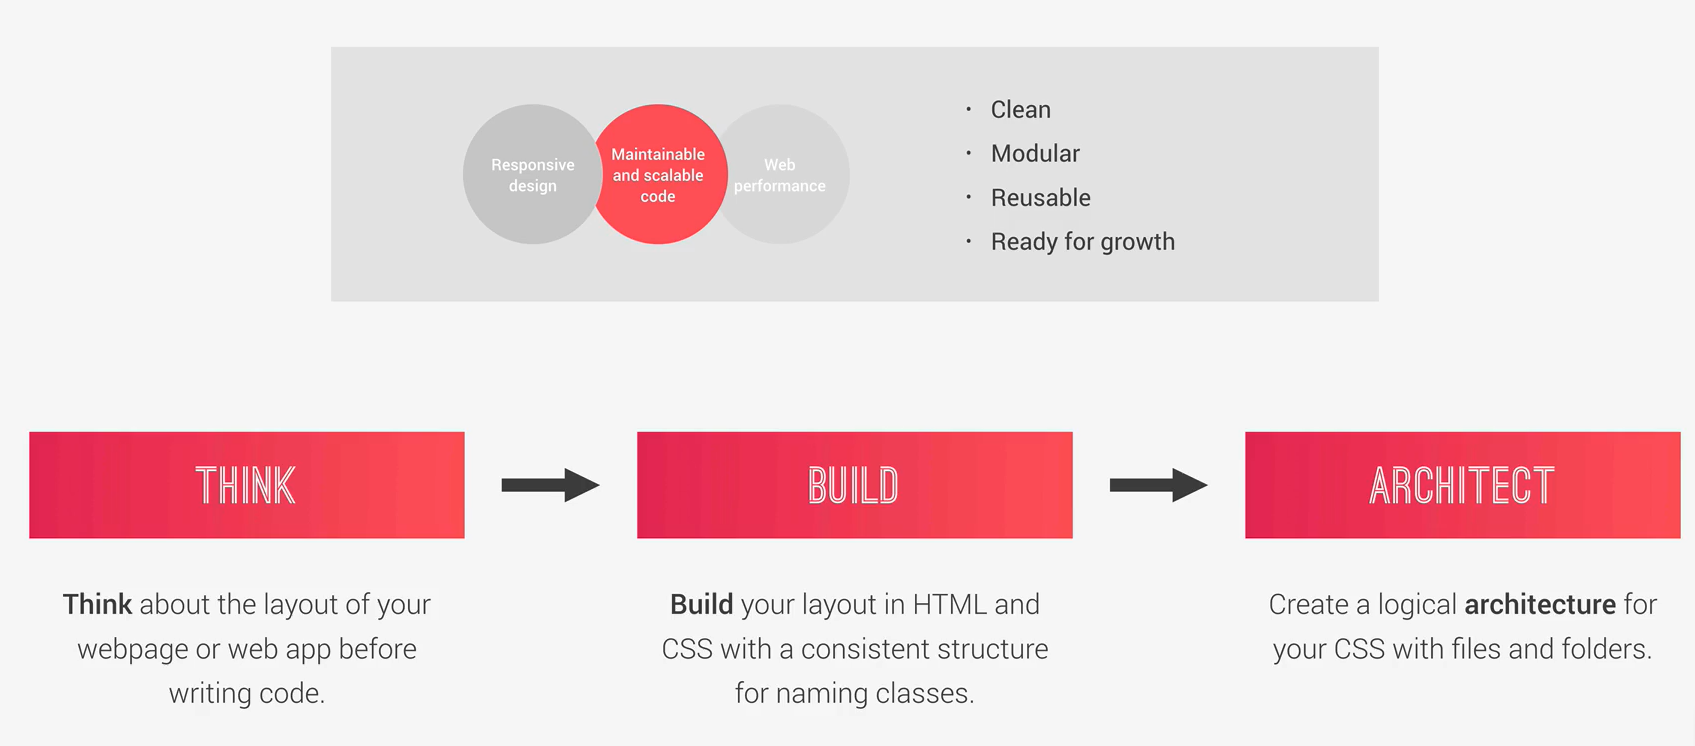 Responsive
design
Maintainable
and scalable
code
Web
performance
• Clean
• Modular
• Reusable
• Ready for growth
THINK
BUILD
ARCHITECT
Think about the layout of your
webpage or web app before
writing code.
Build your layout in HTML and
CSS with a consistent structure
for naming classes.
Create a logical architecture for
your CSS with files and folders.